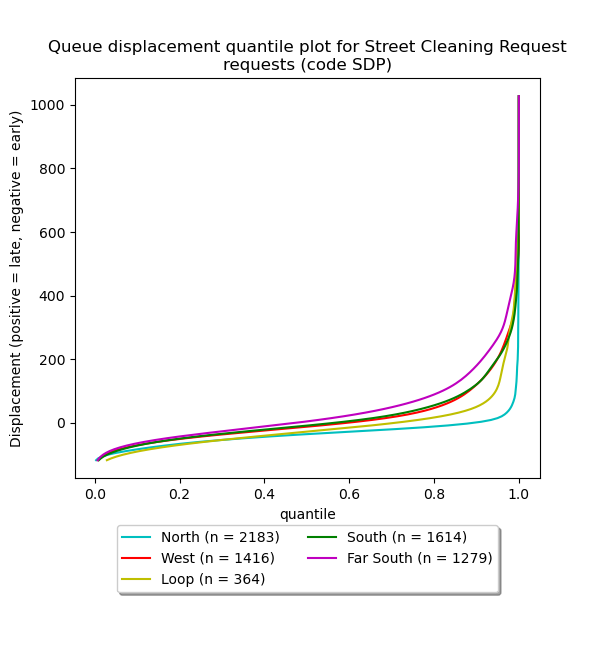 Queue displacement quantile plot for Street Cleaning Request
requests (code SDP)
Displacement (positive = late, negative = early)
1000
800
600
400
200
0
0.0 0.2 0.4 0.6 0.8 1.0
quantile
North (n = 2183)
West (n = 1416)
Loop (n = 364)
South (n = 1614)
Far South (n = 1279)